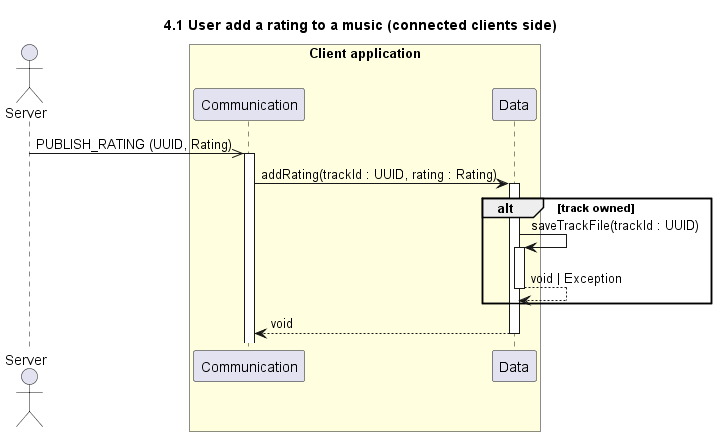 4.1 User add a rating to a music (connected clients side)
Client application
Server
Communication
Data
PUBLISH_RATING (UUID, Rating)
addRating(trackId : UUID, rating : Rating)
alt
[track owned]
saveTrackFile(trackId : UUID)
void | Exception
void
Server
Communication
Data